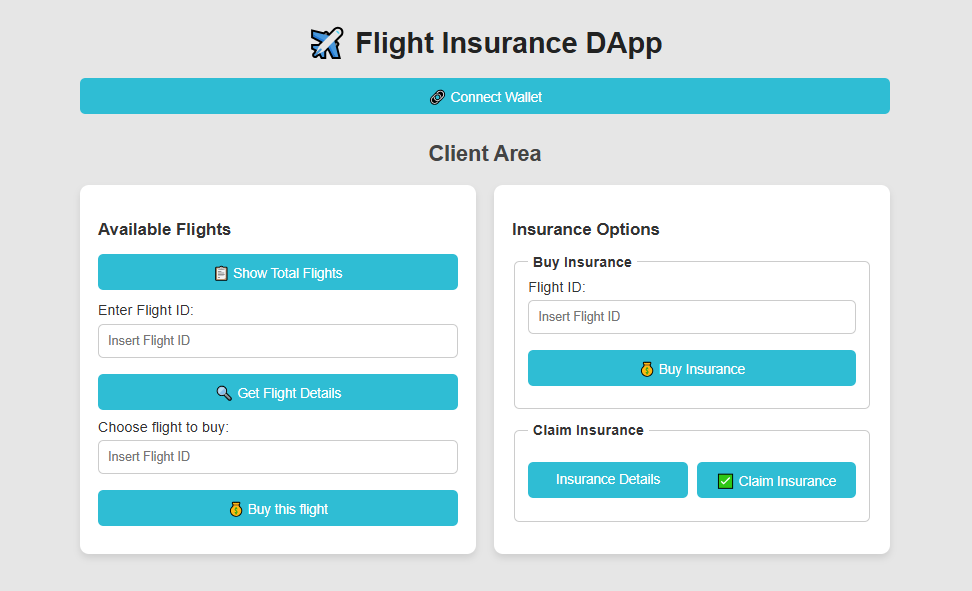 Flight Insurance DApp
Connect Wallet
Client Area
Available Flights
Show Total Flights
Enter Flight ID:
Insert Flight ID
Get Flight Details
Choose flight to buy:
Insert Flight ID
Buy this flight
Insurance Options
Buy Insurance
Flight ID:
Insert Flight ID
Buy Insurance
Claim Insurance
Insurance Details
Claim Insurance